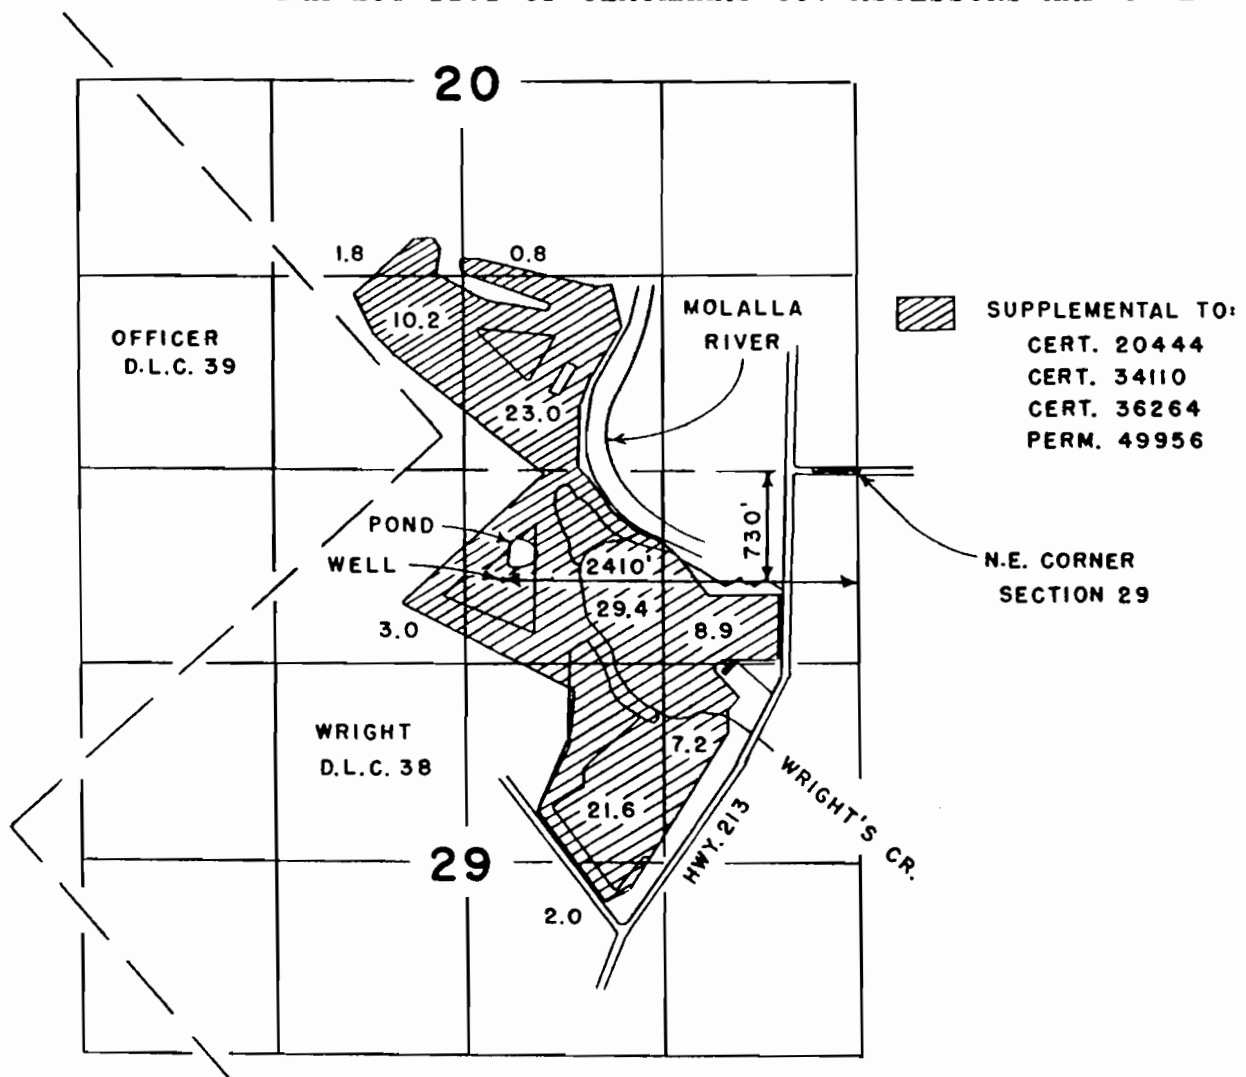 20
1.8
0.8
10.2
23.0
OFFICER
D.L.C. 39
MOLALLA
RIVER
SUPPLEMENTAL TO:
CERT. 20444
CERT. 34110
CERT. 36264
PERM. 49956
POND
WELL
730'
2410'
29.4
8.9
3.0
N.E. CORNER
SECTION 29
WRIGHT
D.L.C. 38
7.2
21.6
WRIGHT'S CR.
HWY. 213
29
2.0